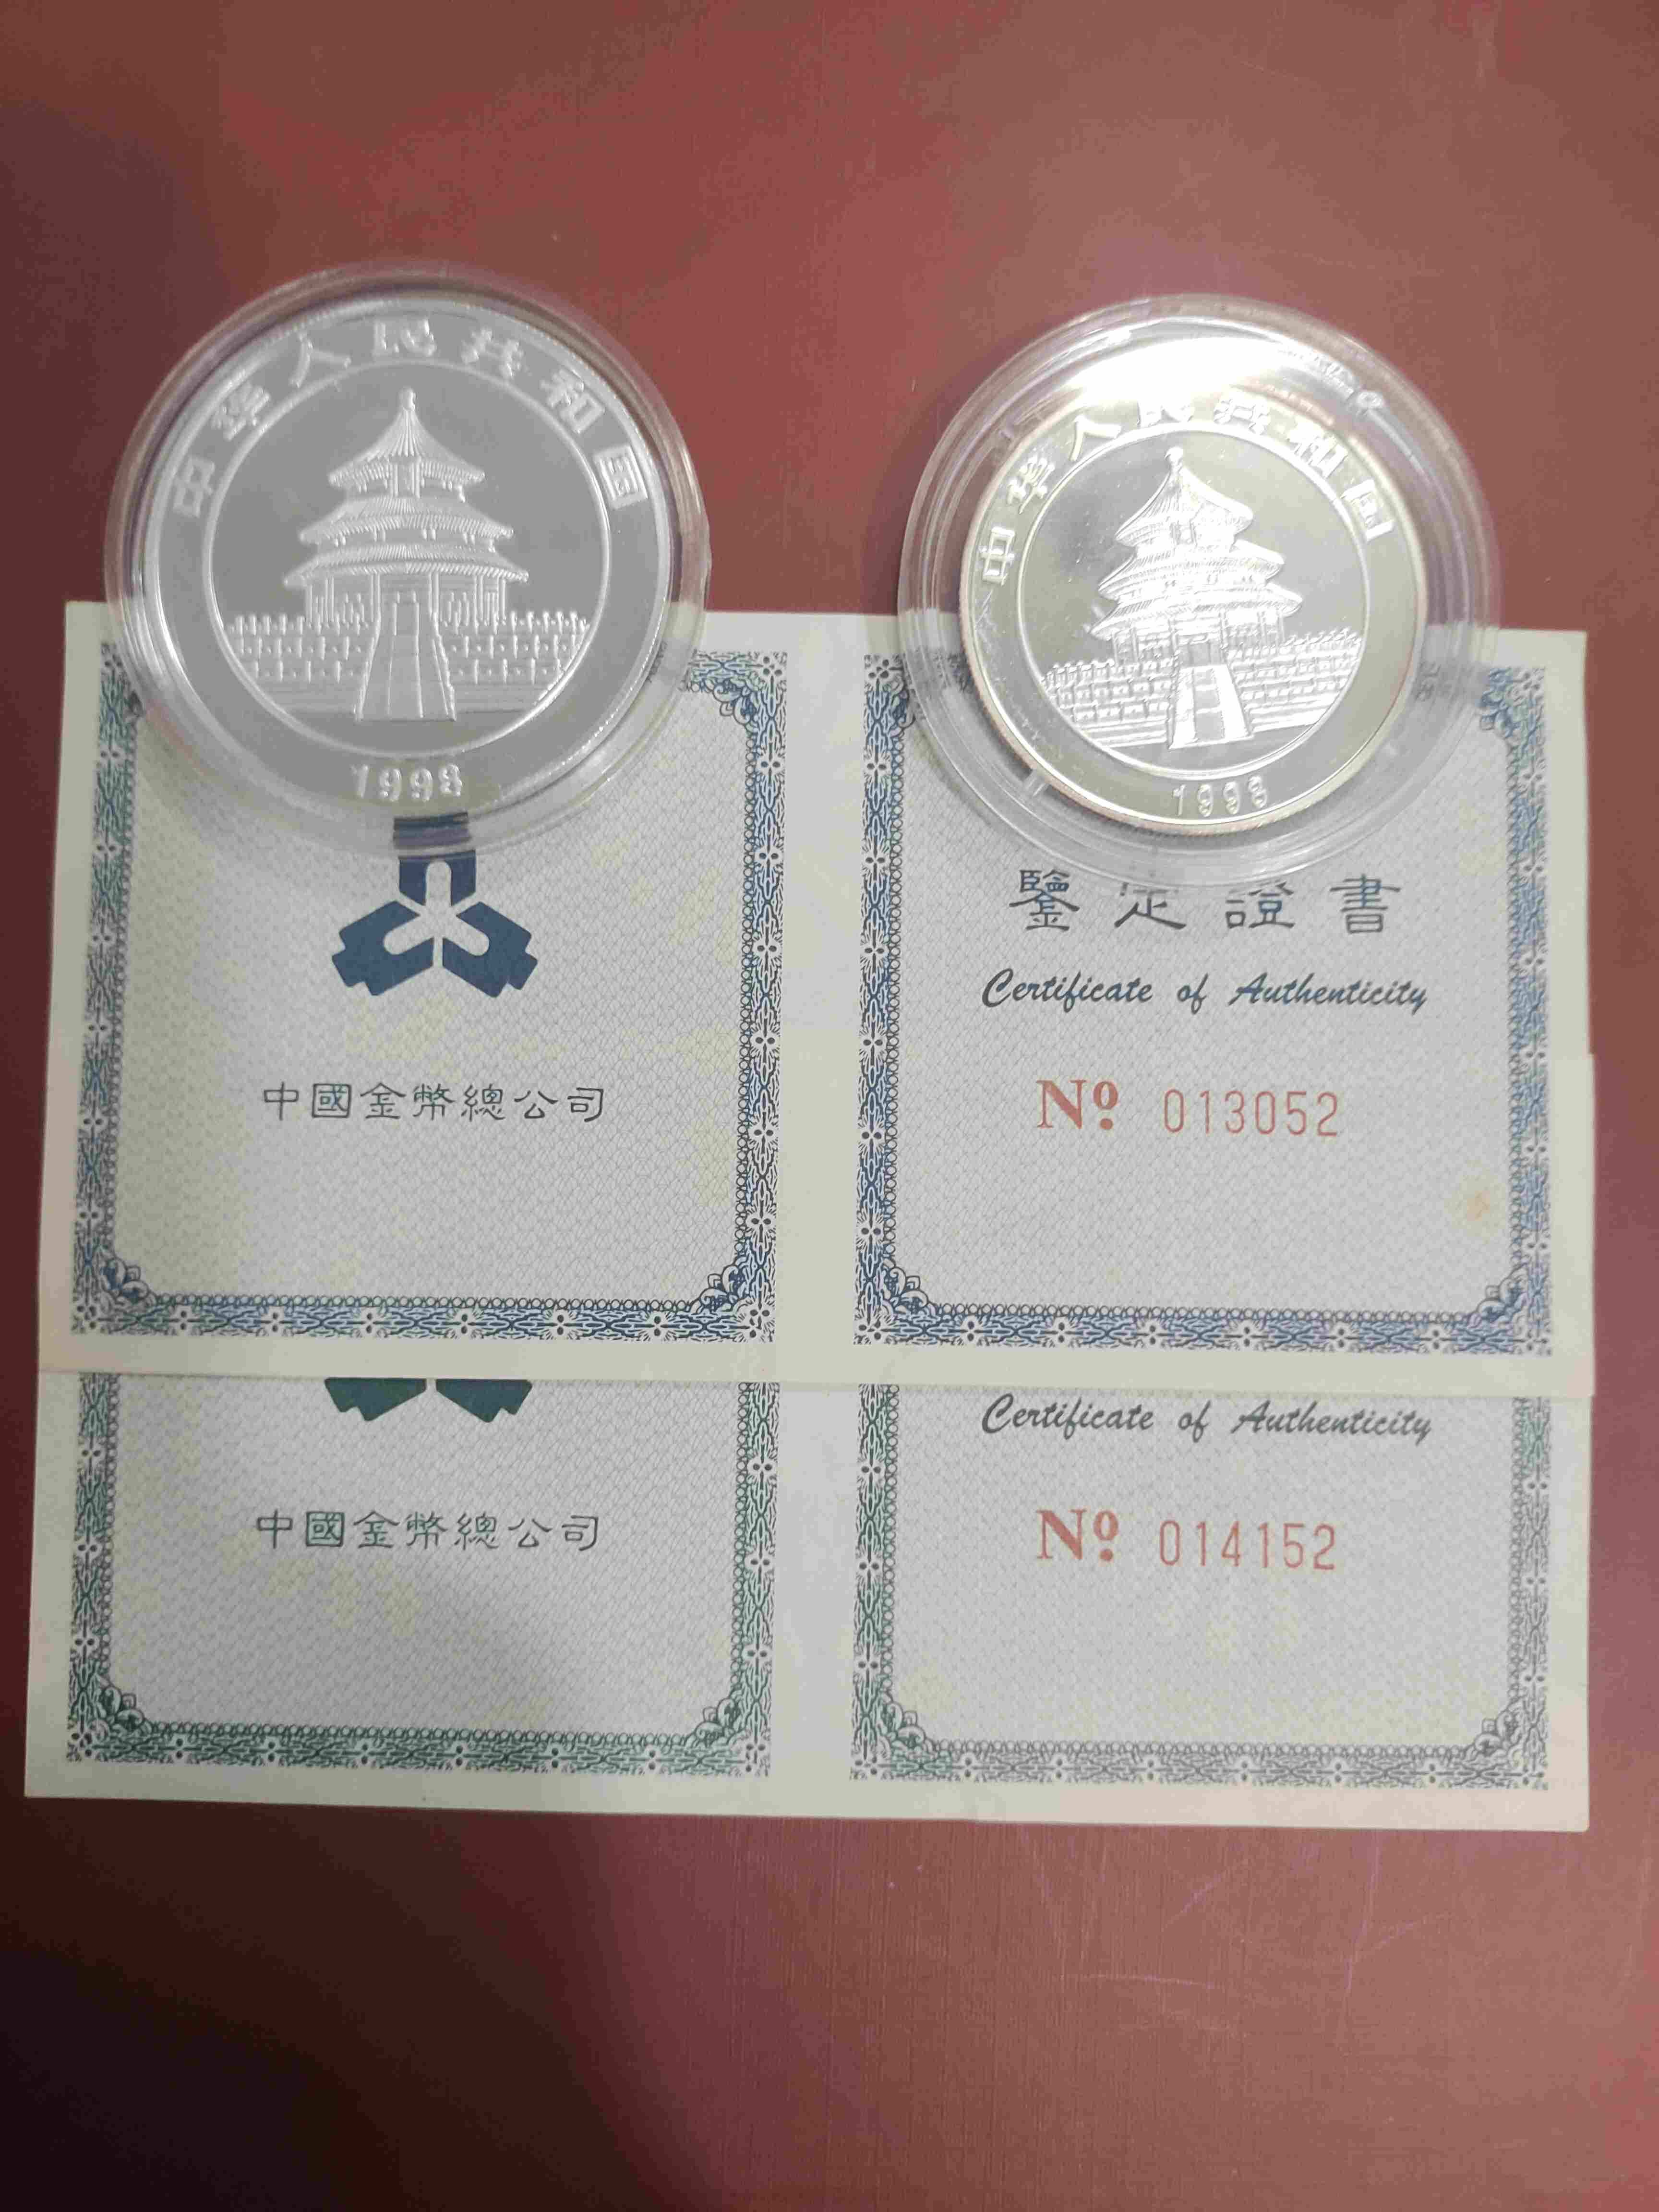 中华人民共和国
1998
中华人民共和国
1998
鑒定證書
Certificate of Authenticity
中國金幣總公司
Nº 013052
Certificate of Authenticity
中國金幣總公司
Nº 014152